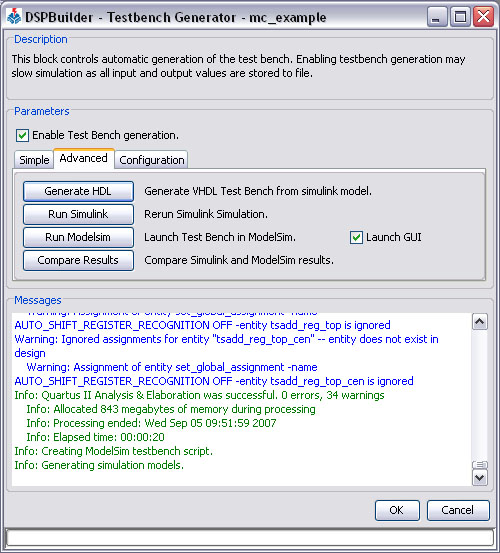 DSPBuilder - Testbench Generator - mc_example
Description
This block controls automatic generation of the test bench. Enabling testbench generation may
slow simulation as all input and output values are stored to file.
Parameters
Enable Test Bench generation.
Simple Advanced Configuration
Generate HDL Generate VHDL Test Bench from simulink model.
Run Simulink Rerun Simulink Simulation.
Run Modelsim Launch Test Bench in ModelSim. Launch GUI
Compare Results Compare Simulink and ModelSim results.
Messages
Warning: Assignment of entity set_global_assignment -name
AUTO_SHIFT_REGISTER_RECOGNITION OFF -entity tsadd_reg_top is ignored
Warning: Ignored assignments for entity "tsadd_reg_top_cen" -- entity does not exist in
design
Warning: Assignment of entity set_global_assignment -name
AUTO_SHIFT_REGISTER_RECOGNITION OFF -entity tsadd_reg_top_cen is ignored
Info: Quartus II Analysis & Elaboration was successful. 0 errors, 34 warnings
Info: Allocated 843 megabytes of memory during processing
Info: Processing ended: Wed Sep 05 09:51:59 2007
Info: Elapsed time: 00:00:20
Info: Creating ModelSim testbench script.
Info: Generating simulation models.
OK Cancel